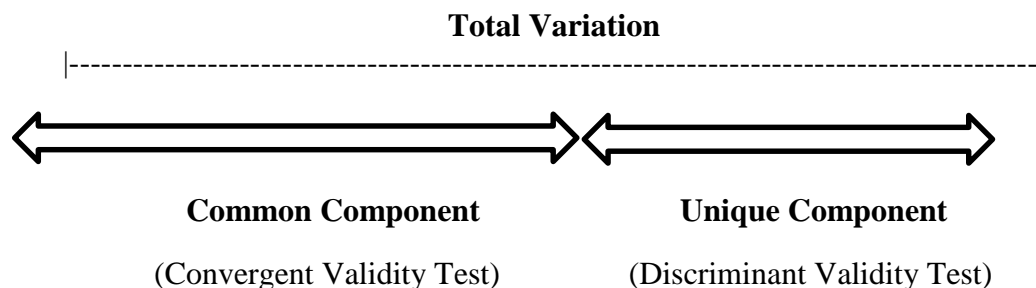 Total Variation
|--------------------------------------------------------------------------------------------
Common Component Unique Component
(Convergent Validity Test) (Discriminant Validity Test)